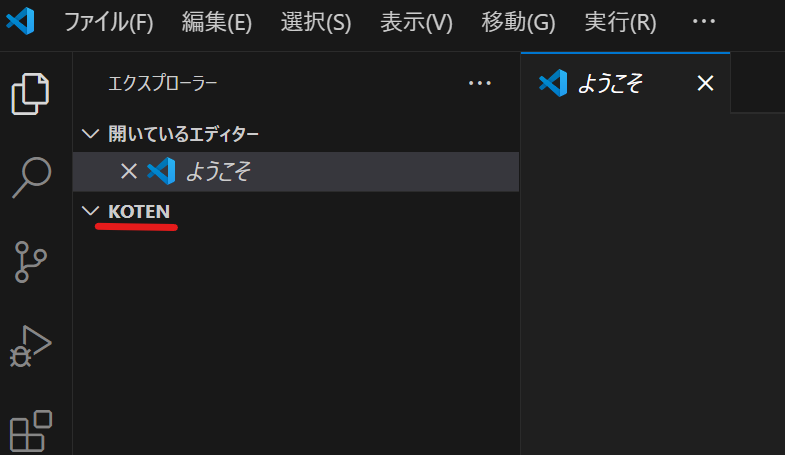 ファイル(F) 編集(E) 選択(S) 表示(V) 移動(G) 実行(R) ···
エクスプローラー ···
ようこそ
開いているエディター
ようこそ
KOTEN